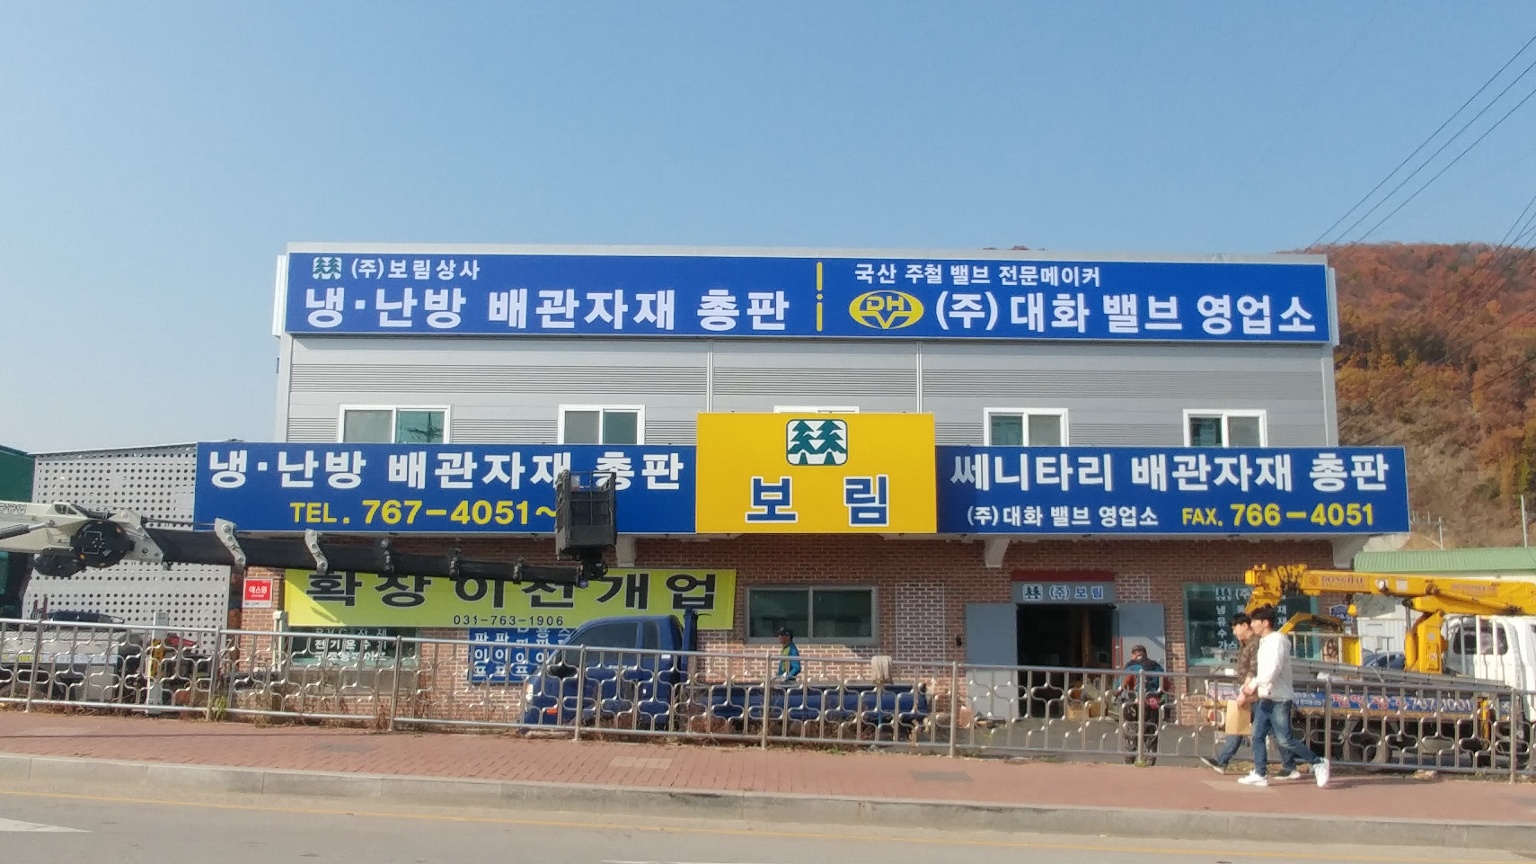 (주)보림상사
냉·난방 배관자재 총판
국산 주철 밸브 전문메이커
DHV (주)대화 밸브 영업소
냉·난방 배관자재 총판
TEL. 767-4051~
보림
쎄니타리 배관자재 총판
(주)대화 밸브 영업소 FAX. 766-4051
확장이전개업
031-763-1906
(주)보림